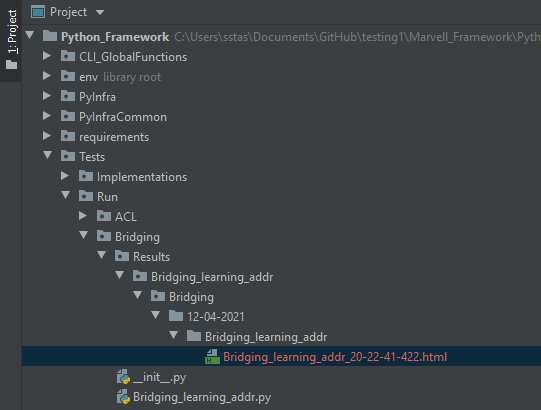 Project
1: Project
Python_Framework C:\Users\sstas\Documents\GitHub\testing1\Marvell_Framework\Pyth
CLI_GlobalFunctions
env library root
PyInfra
PyInfraCommon
requirements
Tests
Implementations
Run
ACL
Bridging
Results
Bridging_learning_addr
Bridging
12-04-2021
Bridging_learning_addr
Bridging_learning_addr_20-22-41-422.html
__init__.py
Bridging_learning_addr.py